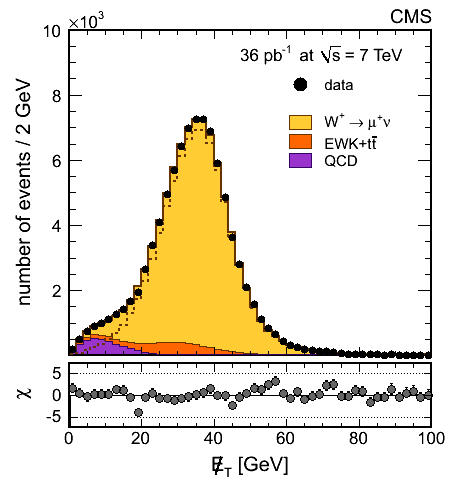 ×10³
CMS
10
36 pb⁻¹ at √s = 7 TeV
data
8
W⁺ → μ⁺ν
EWK+tt̄
QCD
6
4
2
number of events / 2 GeV
5
0
-5
χ
0 20 40 60 80 100
E̸_T [GeV]